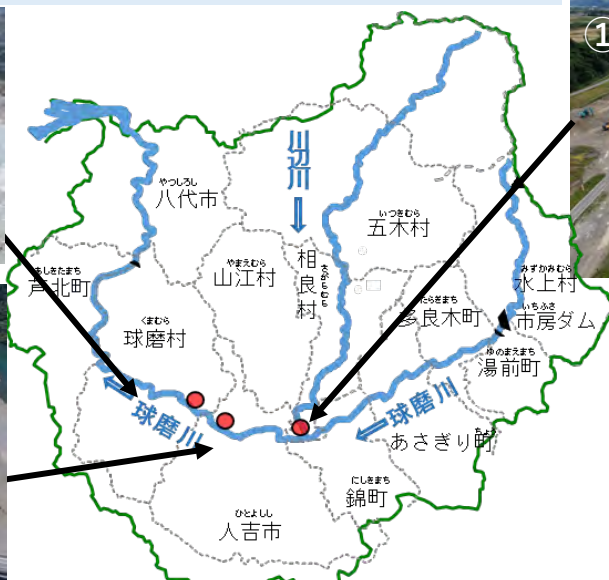 ①
川辺川
やつしろし
八代市
いつきむら
五木村
やまえむら
山江村
さがらむら
相良村
あしきたまち
芦北町
くまむら
球磨村
たらぎまち
多良木町
みずかみむら
水上村
いちふさ
市房ダム
ゆのまえまち
湯前町
球磨川
球磨川
あさぎり町
ちょう
にしきまち
錦町
ひとよしし
人吉市